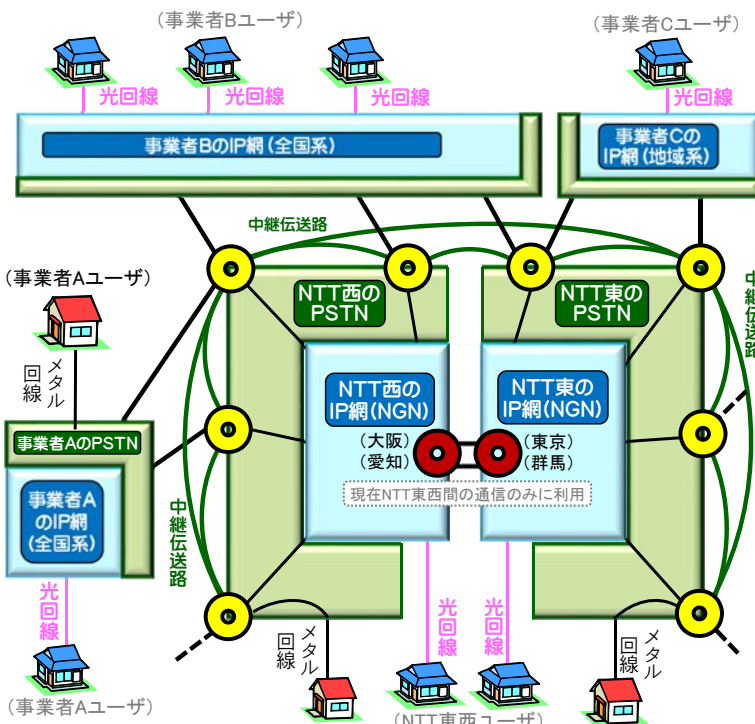 (事業者Bユーザ)
(事業者Cユーザ)
光回線
光回線
光回線
光回線
事業者BのIP網(全国系)
事業者Cの
IP網(地域系)
中継伝送路
(事業者Aユーザ)
NTT西の
PSTN
NTT東の
PSTN
中継伝送路
メタル
回線
NTT西の
IP網(NGN)
NTT東の
IP網(NGN)
事業者AのPSTN
(大阪)
(愛知)
(東京)
(群馬)
事業者A
のIP網
(全国系)
現在NTT東西間の通信のみに利用
中継伝送路
光回線
光回線
光回線
メタル
回線
メタル
回線
(事業者Aユーザ)
(NTT東西ユーザ)